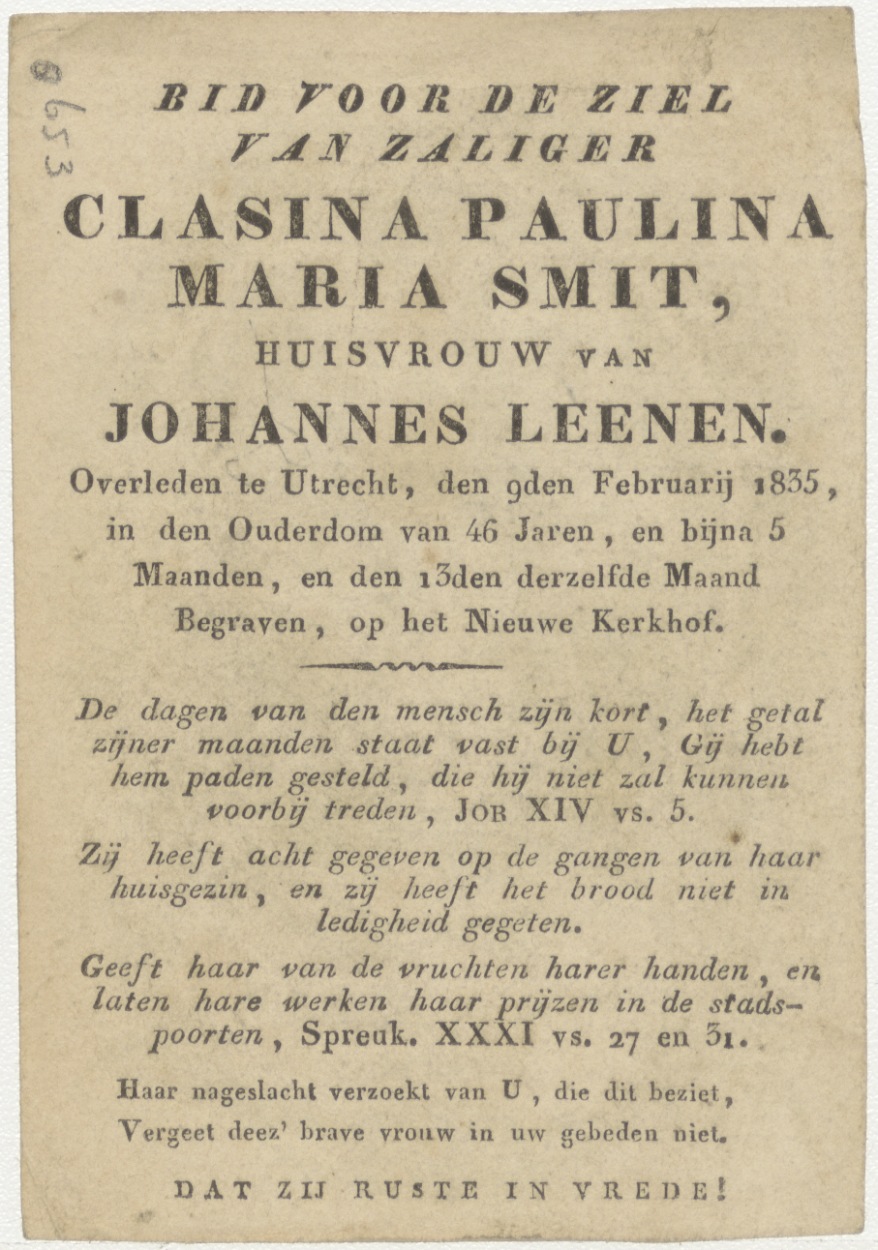 8653
BID VOOR DE ZIEL
VAN ZALIGER
CLASINA PAULINA
MARIA SMIT,
HUISVROUW VAN
JOHANNES LEENEN.
Overleden te Utrecht, den 9den Februarij 1835,
in den Ouderdom van 46 Jaren, en bijna 5
Maanden, en den 13den derzelfde Maand
Begraven, op het Nieuwe Kerkhof.
De dagen van den mensch zijn kort, het getal
zijner maanden staat vast bij U, Gij hebt
hem paden gesteld, die hij niet zal kunnen
voorbij treden, JOB XIV vs. 5.
Zij heeft acht gegeven op de gangen van haar
huisgezin, en zij heeft het brood niet in
ledigheid gegeten.
Geeft haar van de vruchten harer handen, en
laten hare werken haar prijzen in de stads-
poorten, Spreuk. XXXI vs. 27 en 31.
Haar nageslacht verzoekt van U, die dit beziet,
Vergeet deez' brave vrouw in uw gebeden niet.
DAT ZIJ RUSTE IN VREDE!